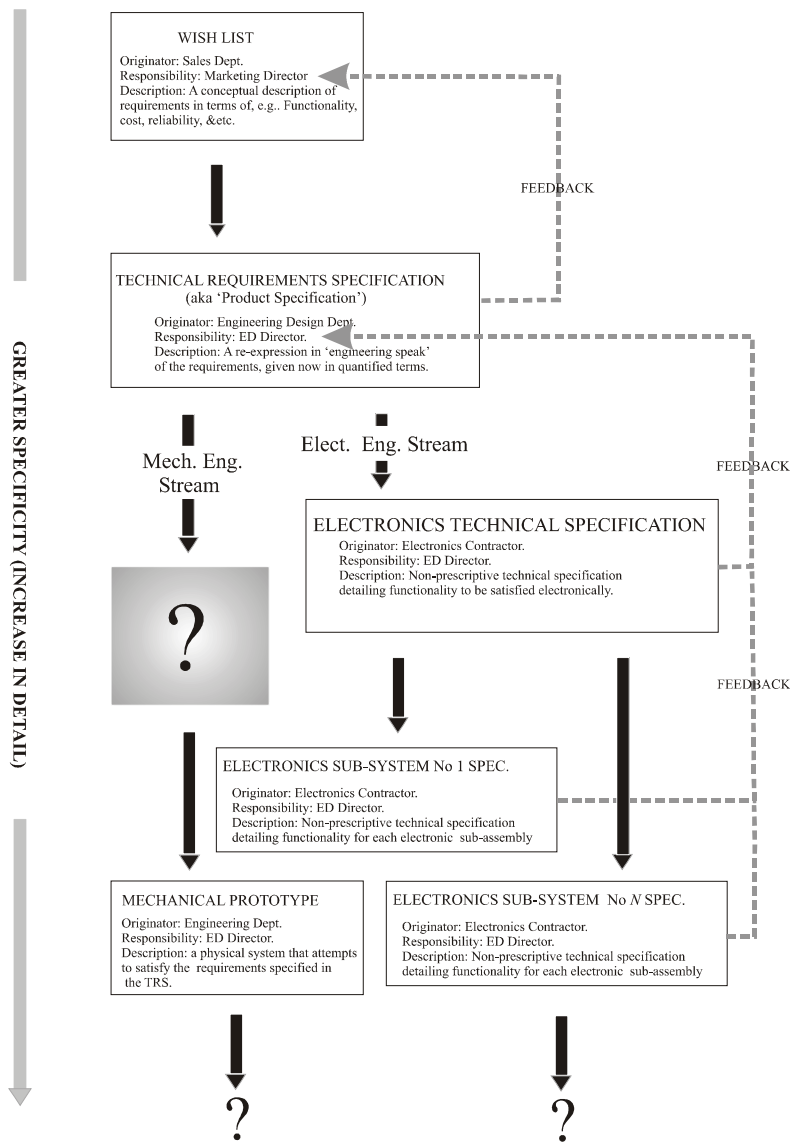 WISH LIST
Originator: Sales Dept.
Responsibility: Marketing Director
Description: A conceptual description of
requirements in terms of, e.g.. Functionality,
cost, reliability, &etc.
FEEDBACK
TECHNICAL REQUIREMENTS SPECIFICATION
(aka ‘Product Specification’)
Originator: Engineering Design Dept.
Responsibility: ED Director.
Description: A re-expression in ‘engineering speak’
of the requirements, given now in quantified terms.
GREATER SPECIFICITY (INCREASE IN DETAIL)
Mech. Eng.
Stream
Elect. Eng. Stream
FEEDBACK
ELECTRONICS TECHNICAL SPECIFICATION
Originator: Electronics Contractor.
Responsibility: ED Director.
Description: Non-prescriptive technical specification
detailing functionality to be satisfied electronically.
?
FEEDBACK
ELECTRONICS SUB-SYSTEM No 1 SPEC.
Originator: Electronics Contractor.
Responsibility: ED Director.
Description: Non-prescriptive technical specification
detailing functionality for each electronic sub-assembly
MECHANICAL PROTOTYPE
Originator: Engineering Dept.
Responsibility: ED Director.
Description: a physical system that attempts
to satisfy the requirements specified in
the TRS.
ELECTRONICS SUB-SYSTEM No N SPEC.
Originator: Electronics Contractor.
Responsibility: ED Director.
Description: Non-prescriptive technical specification
detailing functionality for each electronic sub-assembly
?
?